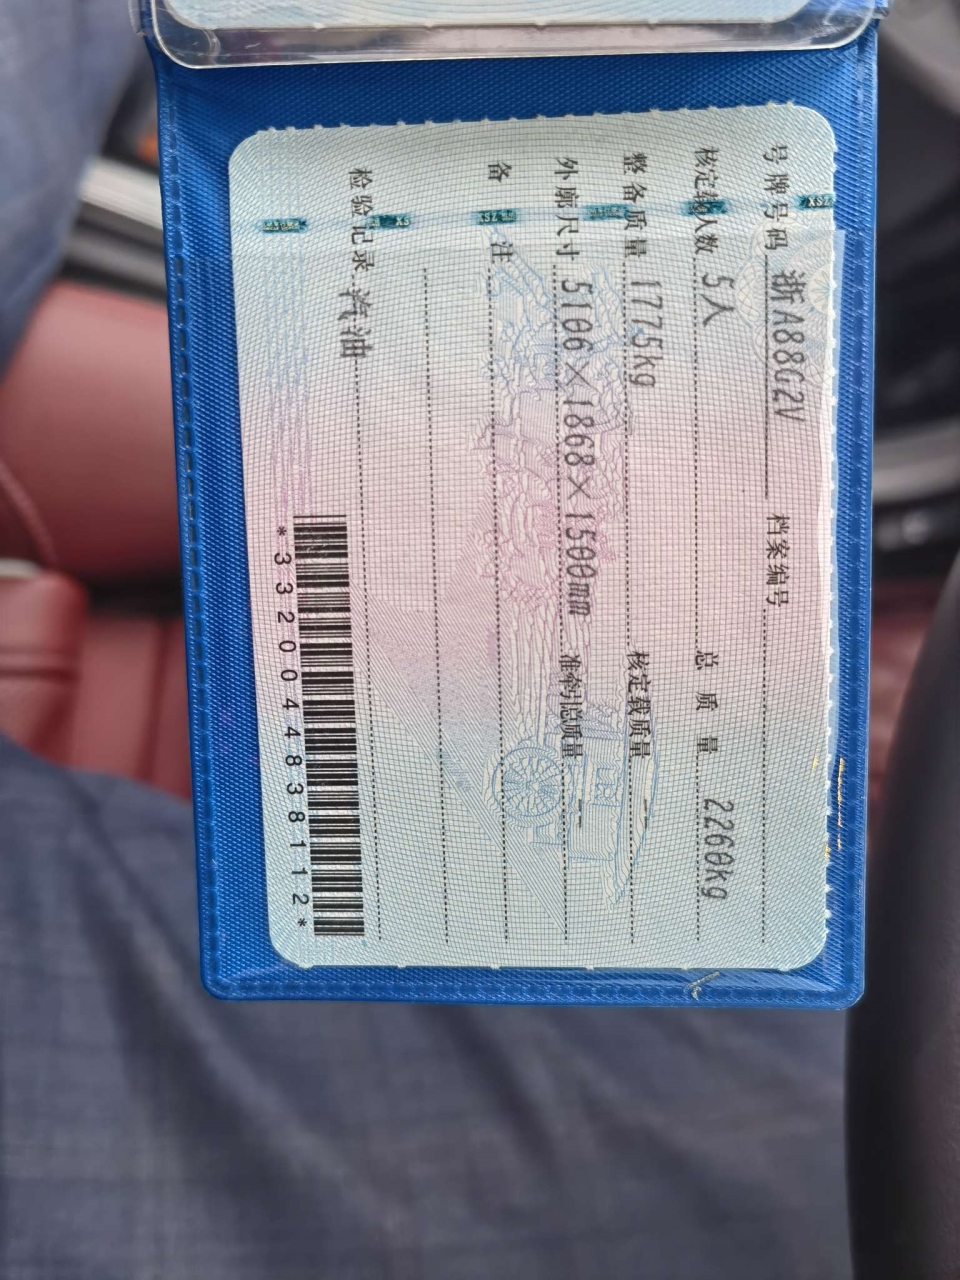 号牌号码 浙A88G2V 档案编号
核定载人数 5人 总质量 2260kg
整备质量 1775kg 核定载质量 --
外廓尺寸 5106×1868×1500mm 准牵引总质量 --
备注
检验记录 汽油
*3320044838112*